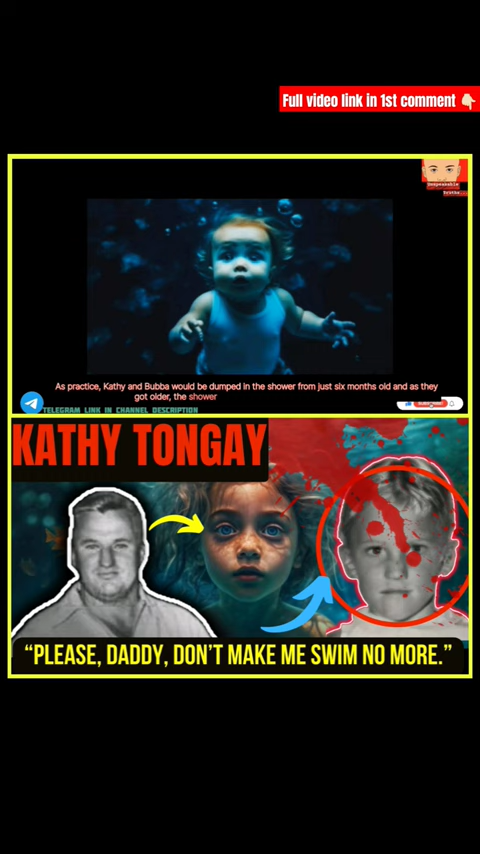 Full video link in 1st comment 👇
Unspeakable
Truths...
As practice, Kathy and Bubba would be dumped in the shower from just six months old and as they
got older, the shower
TELEGRAM LINK IN CHANNEL DESCRIPTION
KATHY TONGAY
“PLEASE, DADDY, DON’T MAKE ME SWIM NO MORE.”